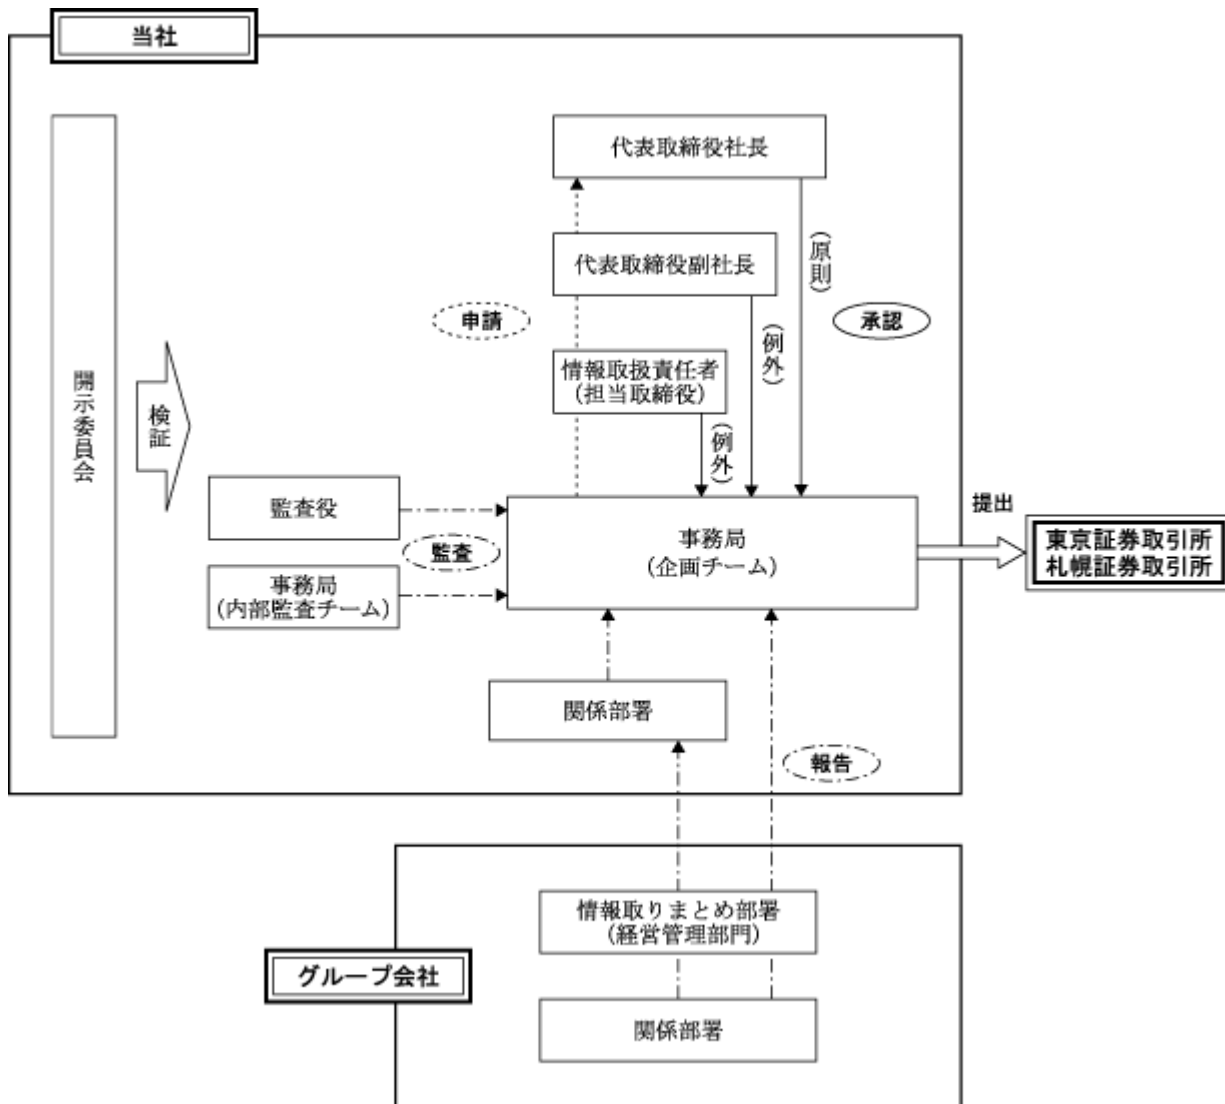 当社
代表取締役社長
代表取締役副社長
(原則)
申請
承認
(例外)
情報取扱責任者
(担当取締役)
(例外)
開示委員会
検証
監査役
監査
事務局
(内部監査チーム)
事務局
(企画チーム)
提出
東京証券取引所
札幌証券取引所
関係部署
報告
情報取りまとめ部署
(経営管理部門)
グループ会社
関係部署